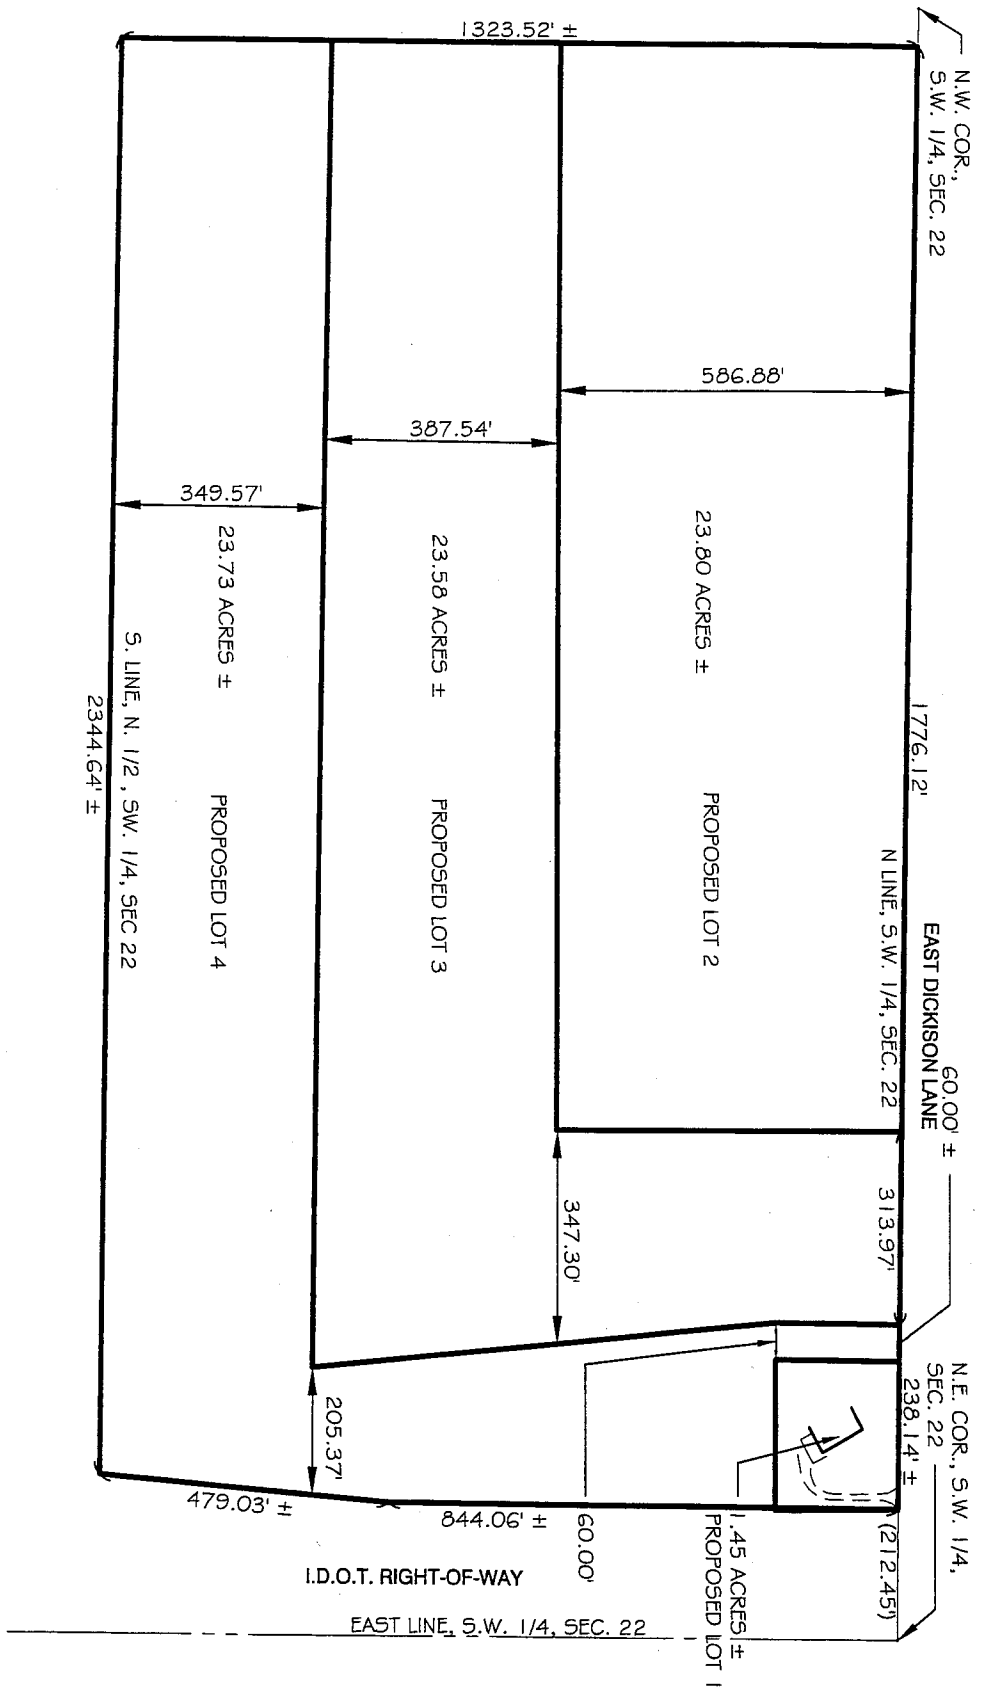 1323.52' ±
N.W. COR.,
S.W. 1/4, SEC. 22
586.88'
387.54'
349.57'
23.80 ACRES ±
PROPOSED LOT 2
23.58 ACRES ±
PROPOSED LOT 3
23.73 ACRES ±
PROPOSED LOT 4
S. LINE, N. 1/2 , SW. 1/4, SEC 22
2344.64' ±
1776.12'
N LINE, S.W. 1/4, SEC. 22
EAST DICKISON LANE
60.00' ±
313.97'
347.30'
205.37'
N.E. COR., S.W. 1/4,
SEC. 22
238.14' ±
(212.45')
479.03' ±
844.06' ±
60.00'
1.45 ACRES ±
PROPOSED LOT 1
I.D.O.T. RIGHT-OF-WAY
EAST LINE, S.W. 1/4, SEC. 22